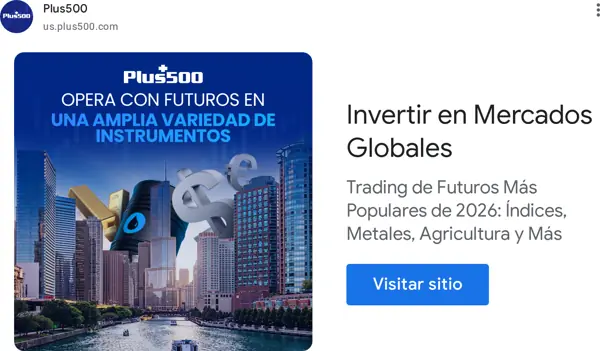 Plus500
Plus500
us.plus500.com
Plus500
OPERA CON FUTUROS EN
UNA AMPLIA VARIEDAD DE
INSTRUMENTOS
Invertir en Mercados
Globales
Trading de Futuros Más
Populares de 2026: Índices,
Metales, Agricultura y Más
Visitar sitio